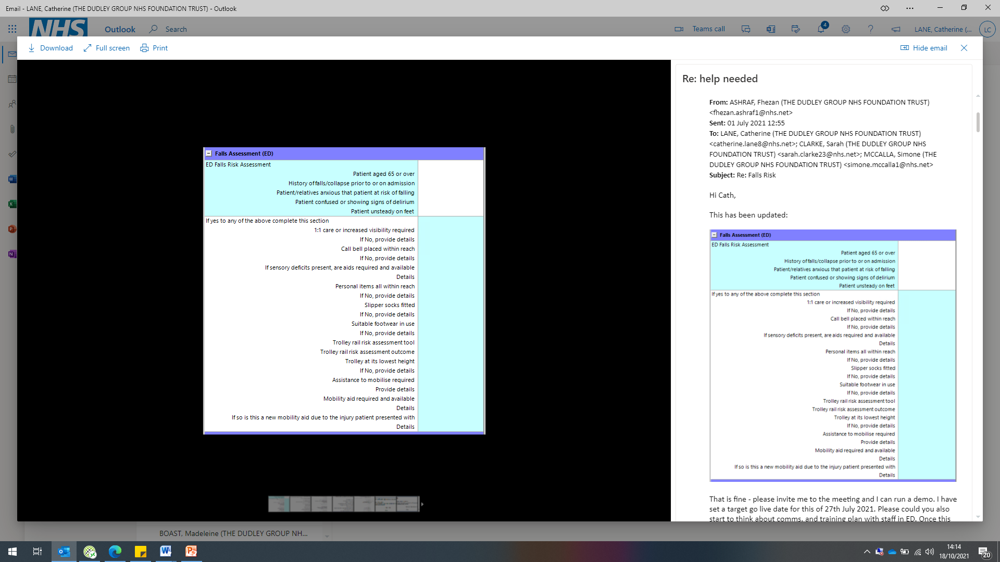 Email - LANE, Catherine (THE DUDLEY GROUP NHS FOUNDATION TRUST) - Outlook
NHS
Outlook
Search
Teams call
4
LANE, Catherine (...
LC
Download
Full screen
Print
Hide email
Falls Assessment (ED)
ED Falls Risk Assessment
Patient aged 65 or over
History of falls/collapse prior to or on admission
Patient/relatives anxious that patient at risk of falling
Patient confused or showing signs of delirium
Patient unsteady on feet
If yes to any of the above complete this section
1:1 care or increased visibility required
If No, provide details
Call bell placed within reach
If No, provide details
If sensory deficits present, are aids required and available
Details
Personal items all within reach
If No, provide details
Slipper socks fitted
If No, provide details
Suitable footwear in use
If No, provide details
Trolley rail risk assessment tool
Trolley rail risk assessment outcome
Trolley at its lowest height
If No, provide details
Assistance to mobilise required
Provide details
Mobility aid required and available
Details
If so is this a new mobility aid due to the injury patient presented with
Details
Re: help needed
From: ASHRAF, Fhezan (THE DUDLEY GROUP NHS FOUNDATION TRUST)
<fhezan.ashraf1@nhs.net>
Sent: 01 July 2021 12:55
To: LANE, Catherine (THE DUDLEY GROUP NHS FOUNDATION TRUST)
<catherine.lane8@nhs.net>; CLARKE, Sarah (THE DUDLEY GROUP NHS
FOUNDATION TRUST) <sarah.clarke23@nhs.net>; MCCALLA, Simone (THE
DUDLEY GROUP NHS FOUNDATION TRUST) <simone.mccalla1@nhs.net>
Subject: Re: Falls Risk
Hi Cath,
This has been updated:
Falls Assessment (ED)
ED Falls Risk Assessment
Patient aged 65 or over
History of falls/collapse prior to or on admission
Patient/relatives anxious that patient at risk of falling
Patient confused or showing signs of delirium
Patient unsteady on feet
If yes to any of the above complete this section
1:1 care or increased visibility required
If No, provide details
Call bell placed within reach
If No, provide details
If sensory deficits present, are aids required and available
Details
Personal items all within reach
If No, provide details
Slipper socks fitted
If No, provide details
Suitable footwear in use
If No, provide details
Trolley rail risk assessment tool
Trolley rail risk assessment outcome
Trolley at its lowest height
If No, provide details
Assistance to mobilise required
Provide details
Mobility aid required and available
Details
If so is this a new mobility aid due to the injury patient presented with
Details
That is fine - please invite me to the meeting and I can run a demo. I have
set a target go live date for this of 27th July 2021. Please could you also
start to think about comms. and training plan with staff in ED. Once this
BOAST, Madeleine (THE DUDLEY GROUP NH...
14:14
18/10/2021
20